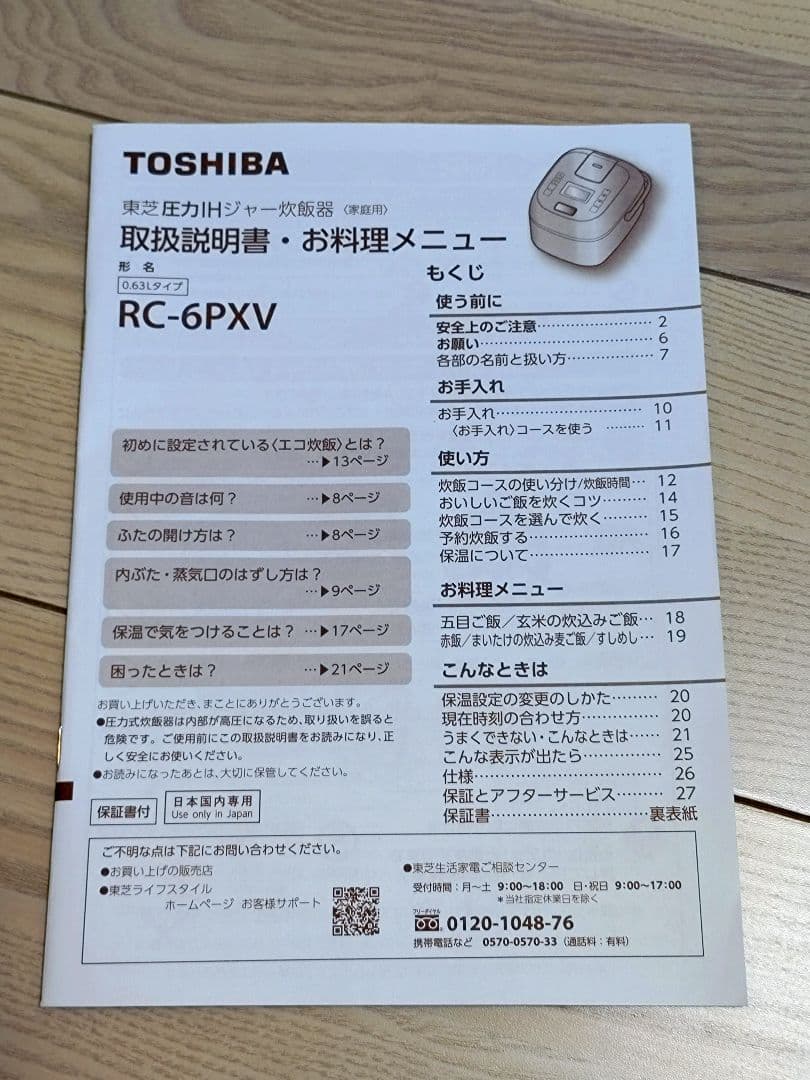 TOSHIBA
東芝圧力IHジャー炊飯器〈家庭用〉
取扱説明書・お料理メニュー
形 名
0.63Lタイプ
RC-6PXV
初めに設定されている〈エコ炊飯〉とは？
…▶13ページ
使用中の音は何？ …▶8ページ
ふたの開け方は？ …▶8ページ
内ぶた・蒸気口のはずし方は？
…▶9ページ
保温で気をつけることは？ …▶17ページ
困ったときは？ …▶21ページ
お買い上げいただき、まことにありがとうございます。
●圧力式炊飯器は内部が高圧になるため、取り扱いを誤ると
危険です。ご使用前にこの取扱説明書をお読みになり、正
しく安全にお使いください。
●お読みになったあとは、大切に保管してください。
保証書付
日本国内専用
Use only in Japan
もくじ
使う前に
安全上のご注意…………………… 2
お願い…………………………… 6
各部の名前と扱い方……………… 7
お手入れ
お手入れ………………………… 10
〈お手入れ〉コースを使う ……… 11
使い方
炊飯コースの使い分け/炊飯時間… 12
おいしいご飯を炊くコツ………… 14
炊飯コースを選んで炊く………… 15
予約炊飯する…………………… 16
保温について…………………… 17
お料理メニュー
五目ご飯／玄米の炊込みご飯… 18
赤飯／まいたけの炊込み麦ご飯／すしめし… 19
こんなときは
保温設定の変更のしかた……… 20
現在時刻の合わせ方…………… 20
うまくできない・こんなときは…… 21
こんな表示が出たら…………… 25
仕様……………………………… 26
保証とアフターサービス……… 27
保証書………………………裏表紙
ご不明な点は下記にお問い合わせください。
●お買い上げの販売店
●東芝ライフスタイル
ホームページ お客様サポート
●東芝生活家電ご相談センター
受付時間：月〜土 9:00〜18:00 日・祝日 9:00〜17:00
＊当社指定休業日を除く
フリーダイヤル
0120-1048-76
携帯電話など 0570-0570-33（通話料：有料）